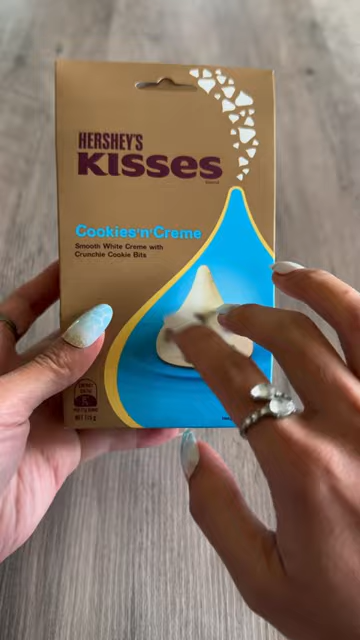 HERSHEY'S
KISSES
Cookies'n'Creme
Smooth White Creme with
Crunchie Cookie Bits